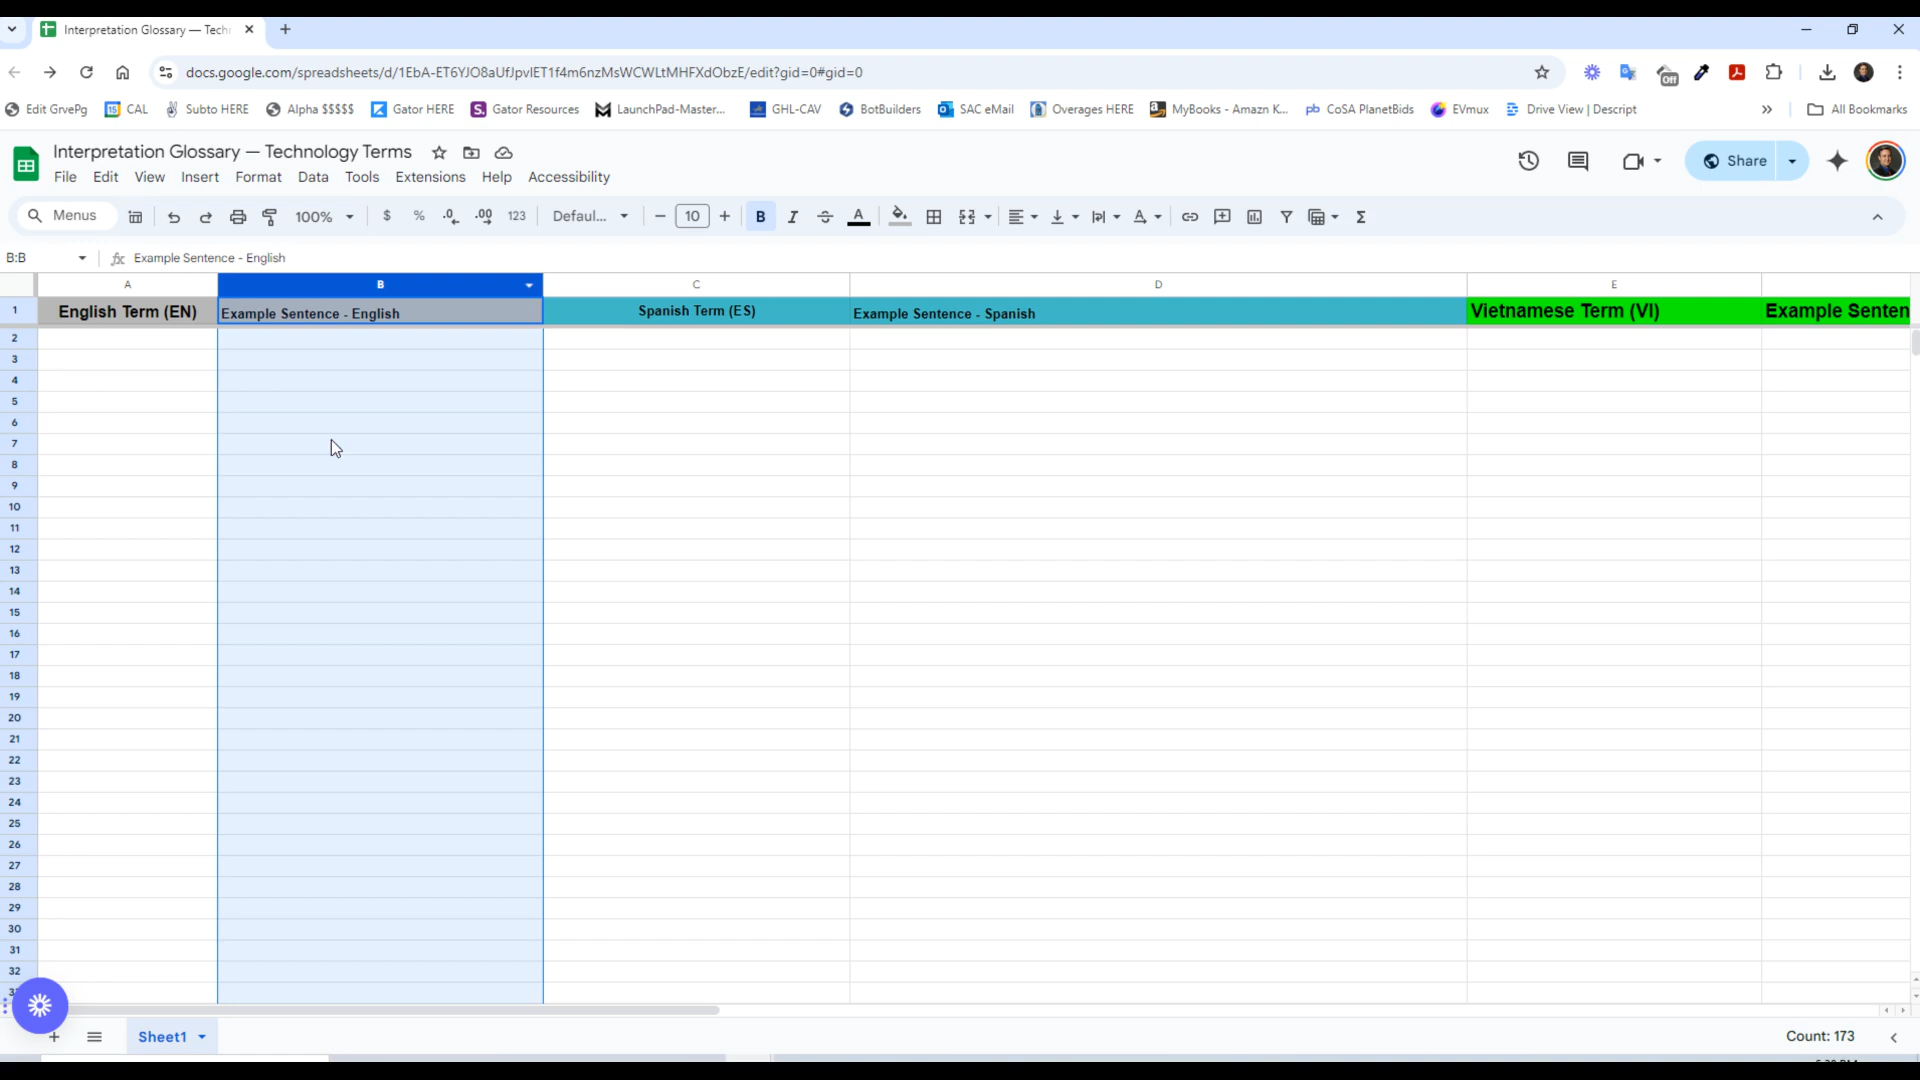 Interpretation Glossary — Tech
docs.google.com/spreadsheets/d/1EbA-ET6YJO8aUfJpvlET1f4m6nzMsWCWLtMHFXdObzE/edit?gid=0#gid=0
Off
Edit GrvePg CAL Subto HERE Alpha $$$$$ Gator HERE Gator Resources LaunchPad-Master... GHL-CAV BotBuilders SAC eMail Overages HERE MyBooks - Amazn K... CoSA PlanetBids EVmux Drive View | Descript » All Bookmarks
Interpretation Glossary — Technology Terms
Share
File Edit View Insert Format Data Tools Extensions Help Accessibility
Menus 100% $ % .0 .00 123 Defaul... − 10 + B I A Σ
B:B fx Example Sentence - English
A B C D E
1 English Term (EN) Example Sentence - English Spanish Term (ES) Example Sentence - Spanish Vietnamese Term (VI) Example Senten
2
3
4
5
6
7
8
9
10
11
12
13
14
15
16
17
18
19
20
21
22
23
24
25
26
27
28
29
30
31
32
Sheet1 Count: 173